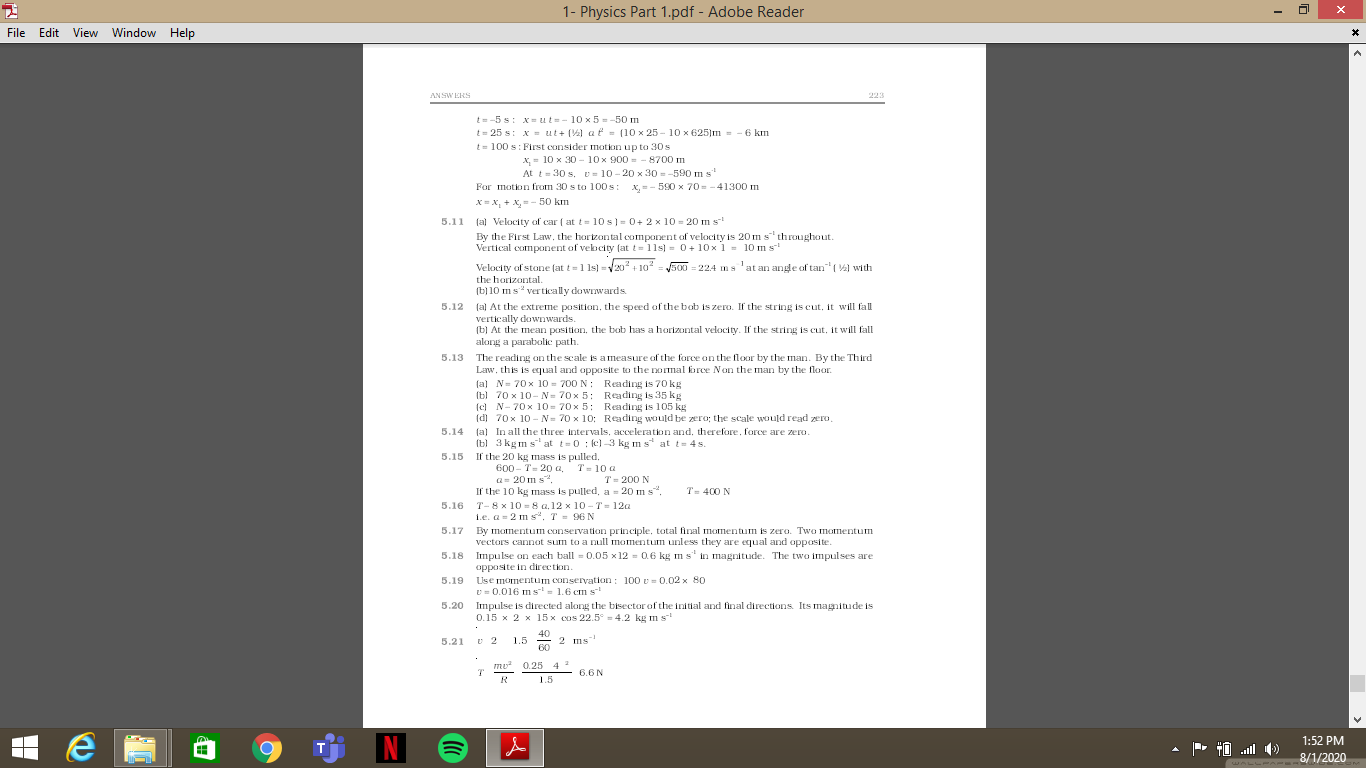 1- Physics Part 1.pdf - Adobe Reader
File Edit View Window Help
ANSWERS 223
t = –5 s : x = u t = – 10 × 5 = –50 m
t = 25 s : x = u t + (½) a t² = (10 × 25 – 10 × 625)m = – 6 km
t = 100 s : First consider motion up to 30 s
x₁ = 10 × 30 – 10 × 900 = – 8700 m
At t = 30 s, v = 10 – 20 × 30 = –590 m s⁻¹
For motion from 30 s to 100 s : x₂ = – 590 × 70 = – 41300 m
x = x₁ + x₂ = – 50 km
5.11 (a) Velocity of car ( at t = 10 s ) = 0 + 2 × 10 = 20 m s⁻¹
By the First Law, the horizontal component of velocity is 20 m s⁻¹ throughout.
Vertical component of velocity (at t = 11s) = 0 + 10 × 1 = 10 m s⁻¹
Velocity of stone (at t = 11s) = √20² + 10² = √500 = 22.4 m s⁻¹ at an angle of tan⁻¹ ( ½) with
the horizontal.
(b)10 m s⁻² vertically downwards.
5.12 (a) At the extreme position, the speed of the bob is zero. If the string is cut, it will fall
vertically downwards.
(b) At the mean position, the bob has a horizontal velocity. If the string is cut, it will fall
along a parabolic path.
5.13 The reading on the scale is a measure of the force on the floor by the man. By the Third
Law, this is equal and opposite to the normal force N on the man by the floor.
(a) N = 70 × 10 = 700 N ; Reading is 70 kg
(b) 70 × 10 – N = 70 × 5 ; Reading is 35 kg
(c) N – 70 × 10 = 70 × 5 ; Reading is 105 kg
(d) 70 × 10 – N = 70 × 10; Reading would be zero; the scale would read zero.
5.14 (a) In all the three intervals, acceleration and, therefore, force are zero.
(b) 3 kg m s⁻¹ at t = 0 ; (c) –3 kg m s⁻¹ at t = 4 s.
5.15 If the 20 kg mass is pulled,
600 – T = 20 a, T = 10 a
a = 20 m s⁻², T = 200 N
If the 10 kg mass is pulled, a = 20 m s⁻², T = 400 N
5.16 T – 8 × 10 = 8 a,12 × 10 – T = 12a
i.e. a = 2 m s⁻², T = 96 N
5.17 By momentum conservation principle, total final momentum is zero. Two momentum
vectors cannot sum to a null momentum unless they are equal and opposite.
5.18 Impulse on each ball = 0.05 ×12 = 0.6 kg m s⁻¹ in magnitude. The two impulses are
opposite in direction.
5.19 Use momentum conservation : 100 v = 0.02 × 80
v = 0.016 m s⁻¹ = 1.6 cm s⁻¹
5.20 Impulse is directed along the bisector of the initial and final directions. Its magnitude is
0.15 × 2 × 15 × cos 22.5° = 4.2 kg m s⁻¹
5.21 v 2 1.5 40/60 2 ms⁻¹
T mv²/R 0.25 4 ²/1.5 6.6 N
1:52 PM
8/1/2020